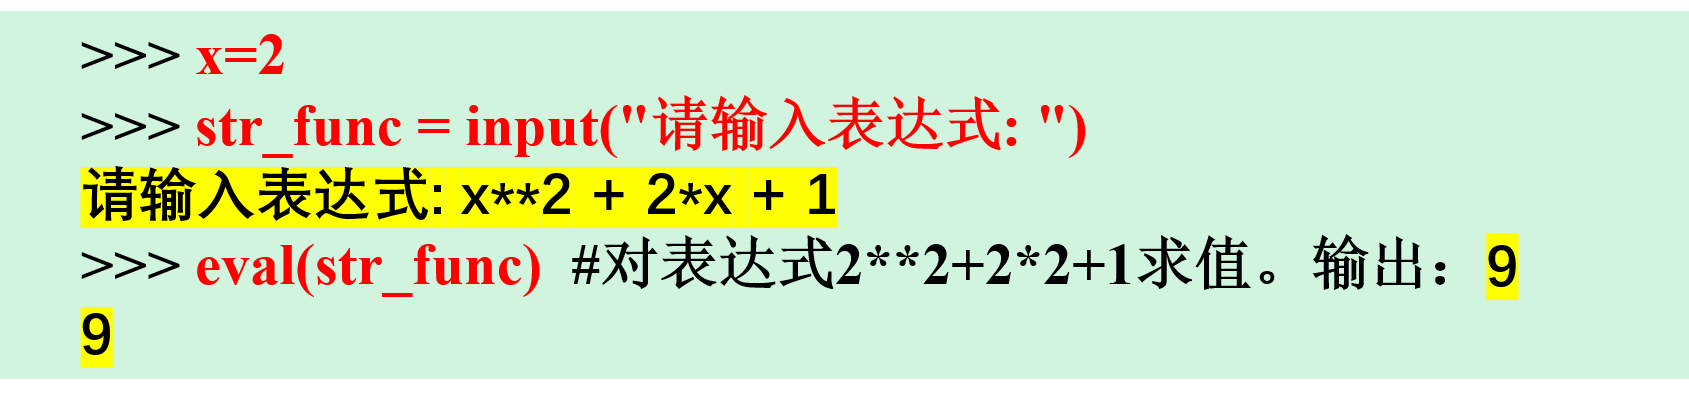 >>> x=2
>>> str_func = input("请输入表达式: ")
请输入表达式: x**2 + 2*x + 1
>>> eval(str_func)  #对表达式2**2+2*2+1求值。输出：9
9